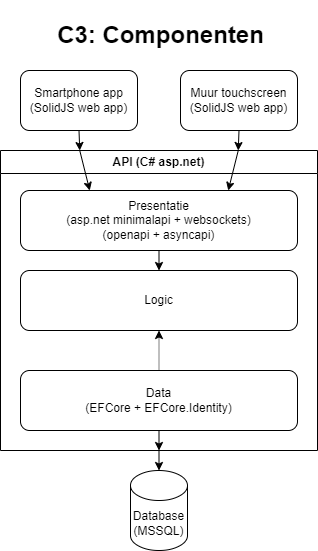 C3: Componenten
Smartphone app
(SolidJS web app)
Muur touchscreen
(SolidJS web app)
API (C# asp.net)
Presentatie
(asp.net minimalapi + websockets)
(openapi + asyncapi)
Logic
Data
(EFCore + EFCore.Identity)
Database
(MSSQL)